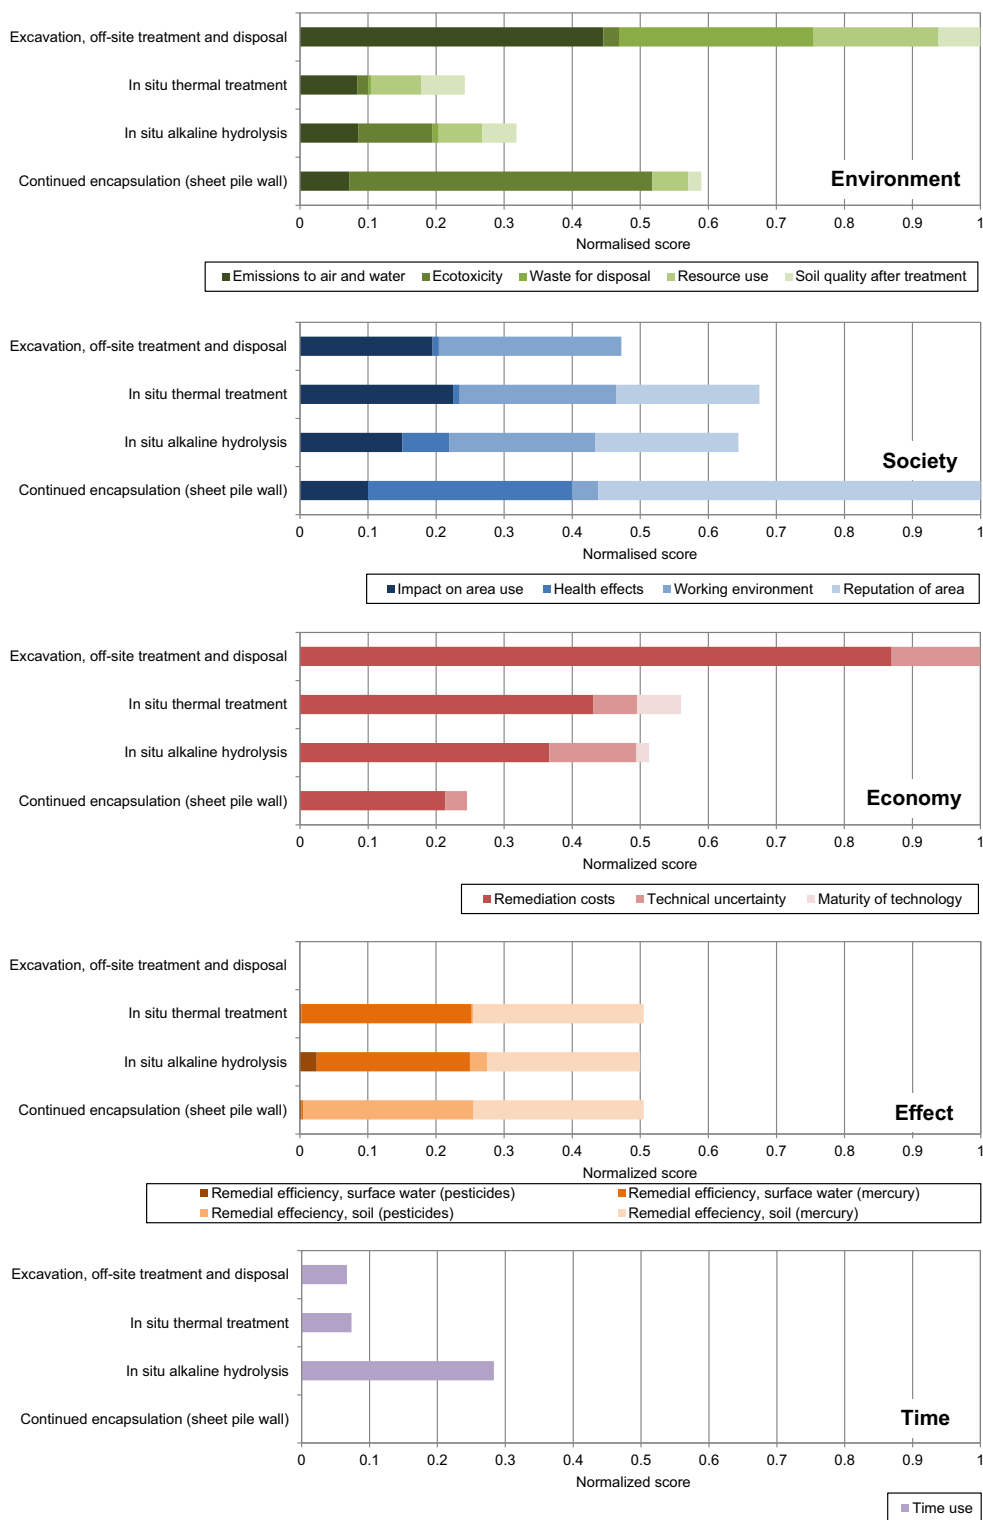 Excavation, off-site treatment and disposal
In situ thermal treatment
In situ alkaline hydrolysis
Continued encapsulation (sheet pile wall)
Environment
0 0.1 0.2 0.3 0.4 0.5 0.6 0.7 0.8 0.9 1
Normalised score
Emissions to air and water Ecotoxicity Waste for disposal Resource use Soil quality after treatment
Excavation, off-site treatment and disposal
In situ thermal treatment
In situ alkaline hydrolysis
Society
Continued encapsulation (sheet pile wall)
0 0.1 0.2 0.3 0.4 0.5 0.6 0.7 0.8 0.9 1
Normalised score
Impact on area use Health effects Working environment Reputation of area
Excavation, off-site treatment and disposal
In situ thermal treatment
In situ alkaline hydrolysis
Continued encapsulation (sheet pile wall)
Economy
0 0.1 0.2 0.3 0.4 0.5 0.6 0.7 0.8 0.9 1
Normalized score
Remediation costs Technical uncertainty Maturity of technology
Excavation, off-site treatment and disposal
In situ thermal treatment
In situ alkaline hydrolysis
Continued encapsulation (sheet pile wall)
Effect
0 0.1 0.2 0.3 0.4 0.5 0.6 0.7 0.8 0.9 1
Normalized score
Remedial efficiency, surface water (pesticides) Remedial efficiency, surface water (mercury)
Remedial effeciency, soil (pesticides) Remedial effeciency, soil (mercury)
Excavation, off-site treatment and disposal
In situ thermal treatment
In situ alkaline hydrolysis
Continued encapsulation (sheet pile wall)
Time
0 0.1 0.2 0.3 0.4 0.5 0.6 0.7 0.8 0.9 1
Normalized score
Time use